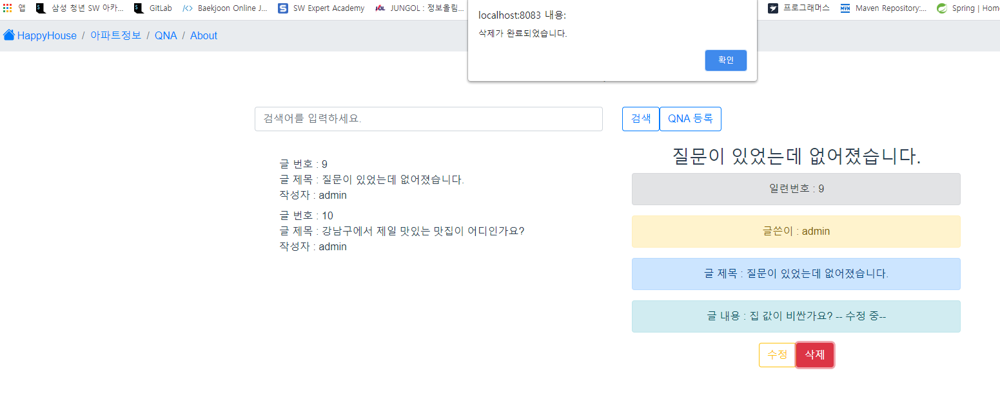 앱 삼성 청년 SW 아카... GitLab Baekjoon Online J... SW Expert Academy JUNGOL : 정보올림... 프로그래머스 Maven Repository:... Spring | Hom
localhost:8083 내용:
삭제가 완료되었습니다.
확인
HappyHouse / 아파트정보 / QNA / About
검색어를 입력하세요. 검색 QNA 등록
글 번호 : 9
글 제목 : 질문이 있었는데 없어졌습니다.
작성자 : admin
글 번호 : 10
글 제목 : 강남구에서 제일 맛있는 맛집이 어디인가요?
작성자 : admin
질문이 있었는데 없어졌습니다.
일련번호 : 9
글쓴이 : admin
글 제목 : 질문이 있었는데 없어졌습니다.
글 내용 : 집 값이 비싼가요? -- 수정 중--
수정 삭제